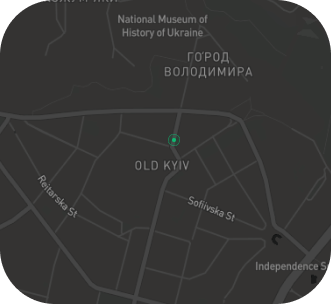 National Museum of
History of Ukraine
ГОРОД
ВОЛОДИМИРА
OLD KYIV
Reitarska St
Sofiivska St
Independence S